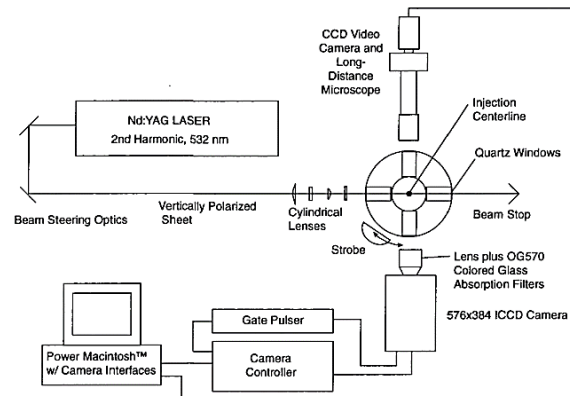 CCD Video
Camera and
Long-
Distance
Microscope
Nd:YAG LASER
2nd Harmonic, 532 nm
Injection
Centerline
Quartz Windows
Beam Steering Optics
Vertically Polarized
Sheet
Cylindrical
Lenses
Beam Stop
Strobe
Lens plus OG570
Colored Glass
Absorption Filters
576x384 ICCD Camera
Gate Pulser
Power Macintosh™
w/ Camera Interfaces
Camera
Controller